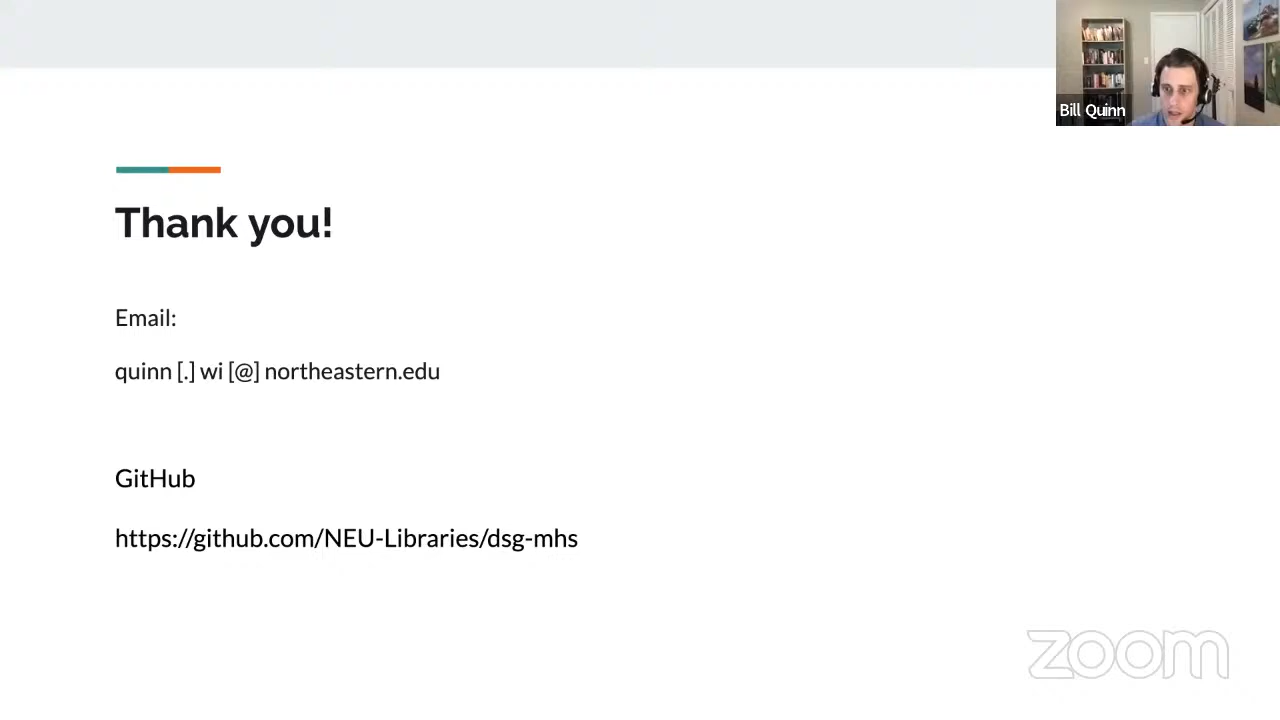 Bill Quinn
Thank you!
Email:
quinn [.] wi [@] northeastern.edu
GitHub
https://github.com/NEU-Libraries/dsg-mhs
zoom